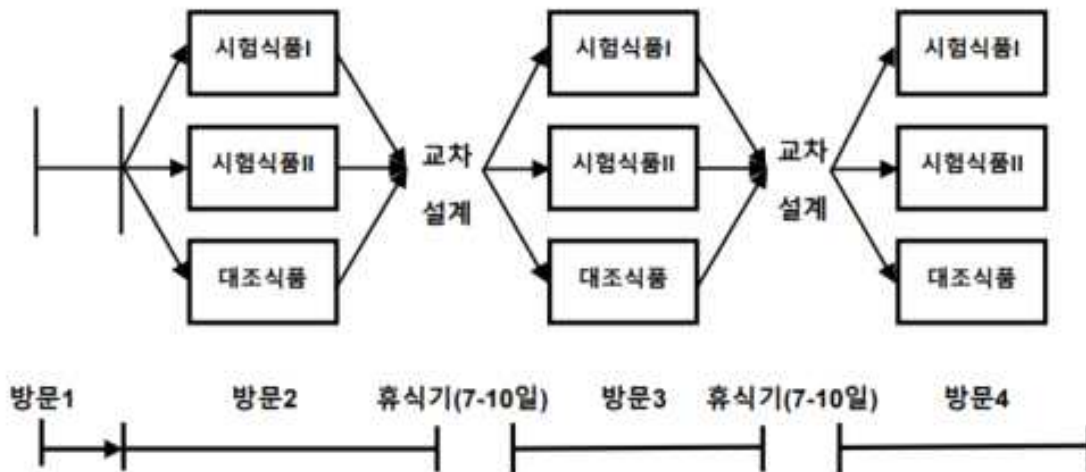 시험식품I
시험식품I
시험식품I
시험식품II
교차
설계
시험식품II
교차
설계
시험식품II
대조식품
대조식품
대조식품
방문1
방문2
휴식기(7-10일)
방문3
휴식기(7-10일)
방문4